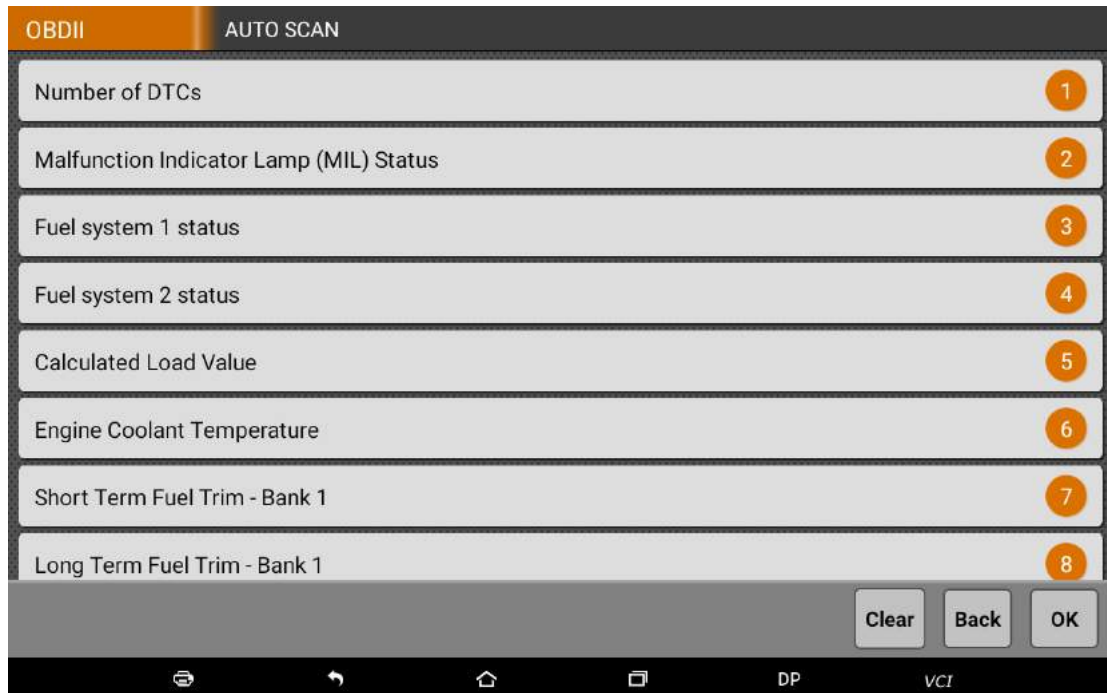 OBDII AUTO SCAN
Number of DTCs 1
Malfunction Indicator Lamp (MIL) Status 2
Fuel system 1 status 3
Fuel system 2 status 4
Calculated Load Value 5
Engine Coolant Temperature 6
Short Term Fuel Trim - Bank 1 7
Long Term Fuel Trim - Bank 1 8
Clear Back OK
DP VCI